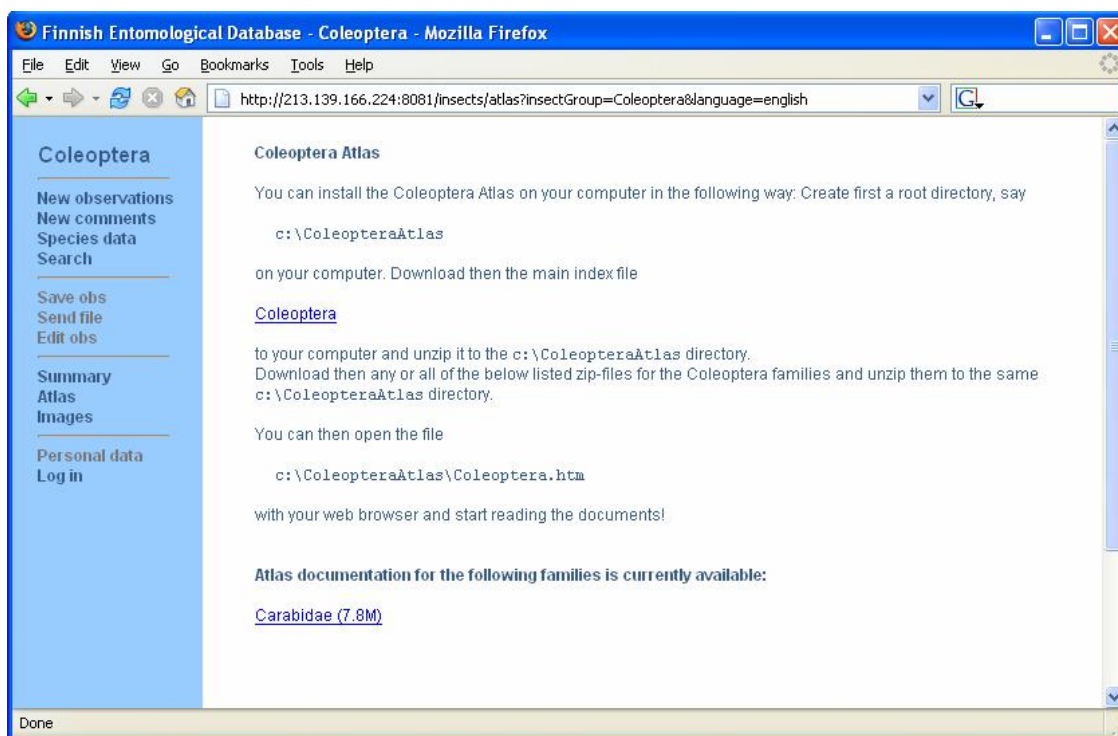 Finnish Entomological Database - Coleoptera - Mozilla Firefox
File Edit View Go Bookmarks Tools Help
http://213.139.166.224:8081/insects/atlas?insectGroup=Coleoptera&language=english
G
Coleoptera
New observations
New comments
Species data
Search
Save obs
Send file
Edit obs
Summary
Atlas
Images
Personal data
Log in
Coleoptera Atlas
You can install the Coleoptera Atlas on your computer in the following way: Create first a root directory, say
c:\ColeopteraAtlas
on your computer. Download then the main index file
Coleoptera
to your computer and unzip it to the c:\ColeopteraAtlas directory.
Download then any or all of the below listed zip-files for the Coleoptera families and unzip them to the same
c:\ColeopteraAtlas directory.
You can then open the file
c:\ColeopteraAtlas\Coleoptera.htm
with your web browser and start reading the documents!
Atlas documentation for the following families is currently available:
Carabidae (7.8M)
Done